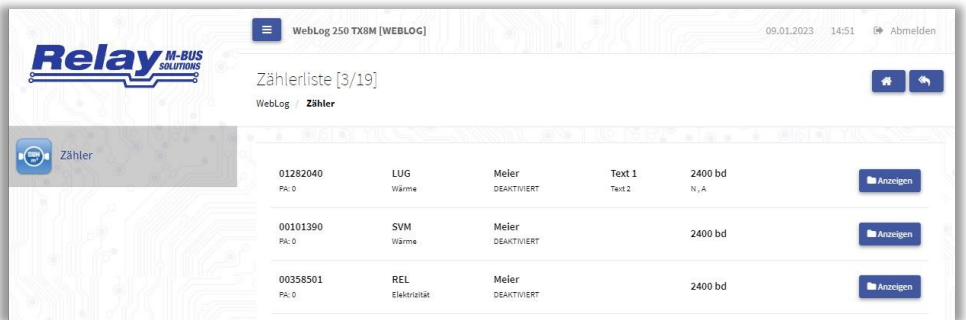 Relay M-BUS SOLUTIONS
WebLog 250 TX8M [WEBLOG]
09.01.2023 14:51 Abmelden
Zählerliste [3/19]
WebLog / Zähler
Zähler
01282040 LUG Meier Text 1 2400 bd Anzeigen
PA: 0 Wärme DEAKTIVIERT Text 2 N , A
00101390 SVM Meier 2400 bd Anzeigen
PA: 0 Wärme DEAKTIVIERT
00358501 REL Meier 2400 bd Anzeigen
PA: 0 Elektrizität DEAKTIVIERT